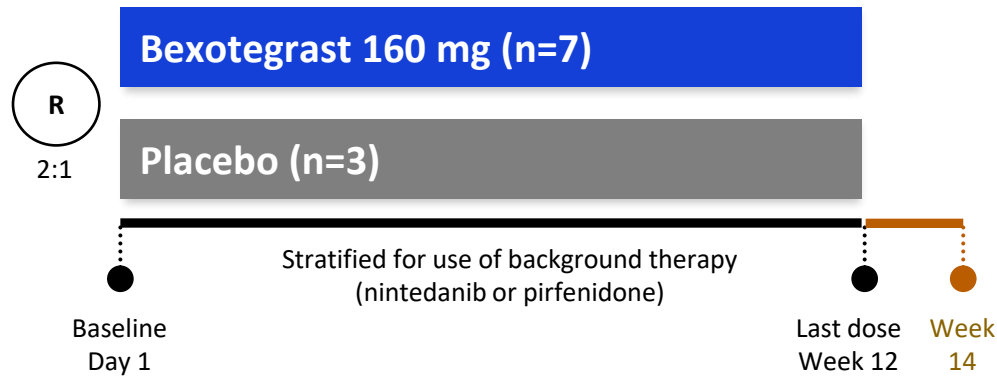 Bexotegrast 160 mg (n=7)
R
2:1
Placebo (n=3)
Stratified for use of background therapy
(nintedanib or pirfenidone)
Baseline
Day 1
Last dose
Week 12
Week
14